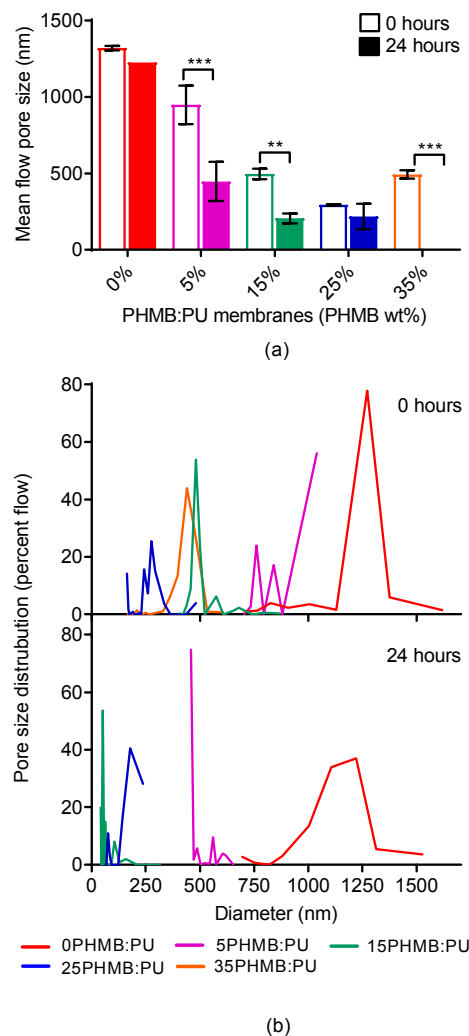 1500
1000
500
0
Mean flow pore size (nm)
0 hours
24 hours
***
**
***
0%
5%
15%
25%
35%
PHMB:PU membranes (PHMB wt%)
(a)
80
60
40
20
0
0 hours
80
60
40
20
0
24 hours
Pore size distrubution (percent flow)
0
250
500
750
1000
1250
1500
Diameter (nm)
0PHMB:PU
5PHMB:PU
15PHMB:PU
25PHMB:PU
35PHMB:PU
(b)